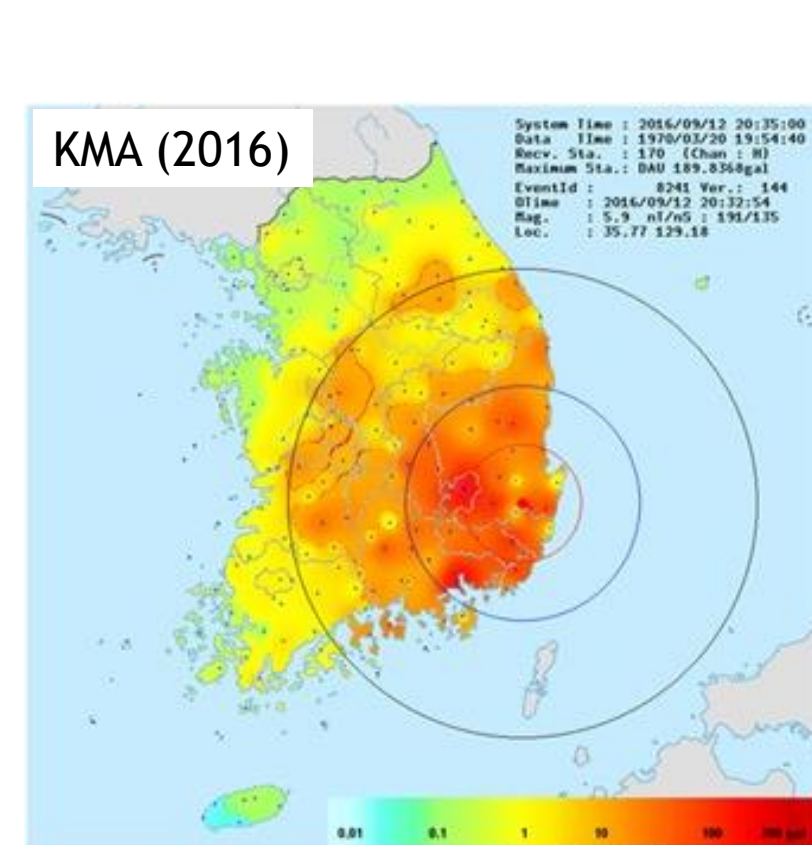 KMA (2016)
System Time : 2016/09/12 20:35:00
Data Time : 1970/03/20 19:54:40
Recv. Sta. : 170 (Chan : H)
Maximum Sta.: DAU 189.8368gal
EventId : 8241 Ver.: 144
OTime : 2016/09/12 20:32:54
Mag. : 5.9 nT/nS : 191/135
Loc. : 35.77 129.18
0.01 0.1 1 10 100